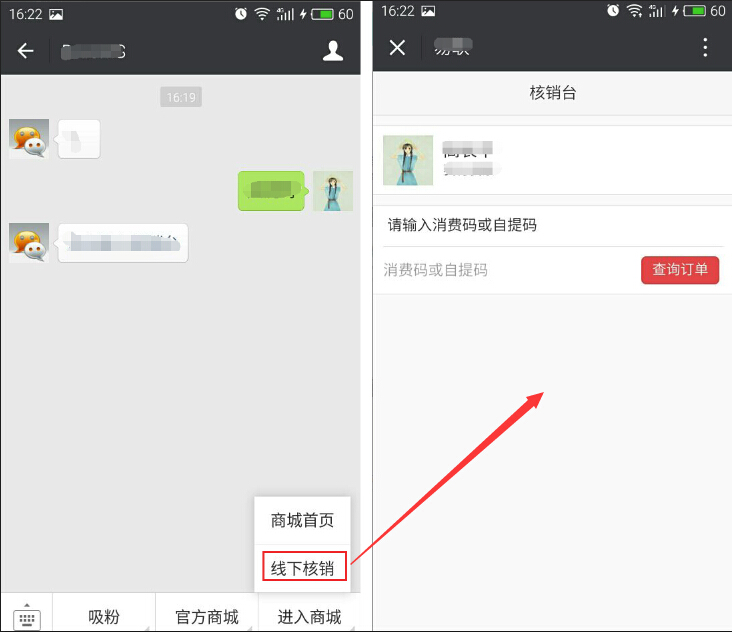 16:22
60
16:19
商城首页
线下核销
吸粉
官方商城
进入商城
16:22
60
核销台
请输入消费码或自提码
消费码或自提码
查询订单